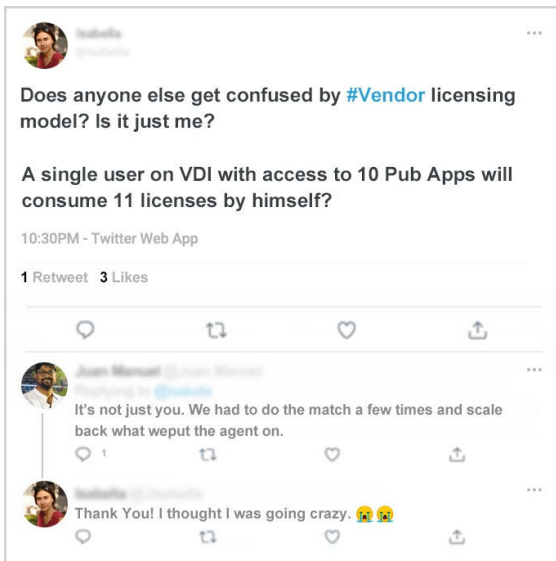 Does anyone else get confused by #Vendor licensing
model? Is it just me?
A single user on VDI with access to 10 Pub Apps will
consume 11 licenses by himself?
10:30PM - Twitter Web App
1 Retweet 3 Likes
Juan Manuel @Juan Manuel
Replying to @Isabella
It's not just you. We had to do the match a few times and scale
back what weput the agent on.
1
Isabella
Thank You! I thought I was going crazy. 😭😭